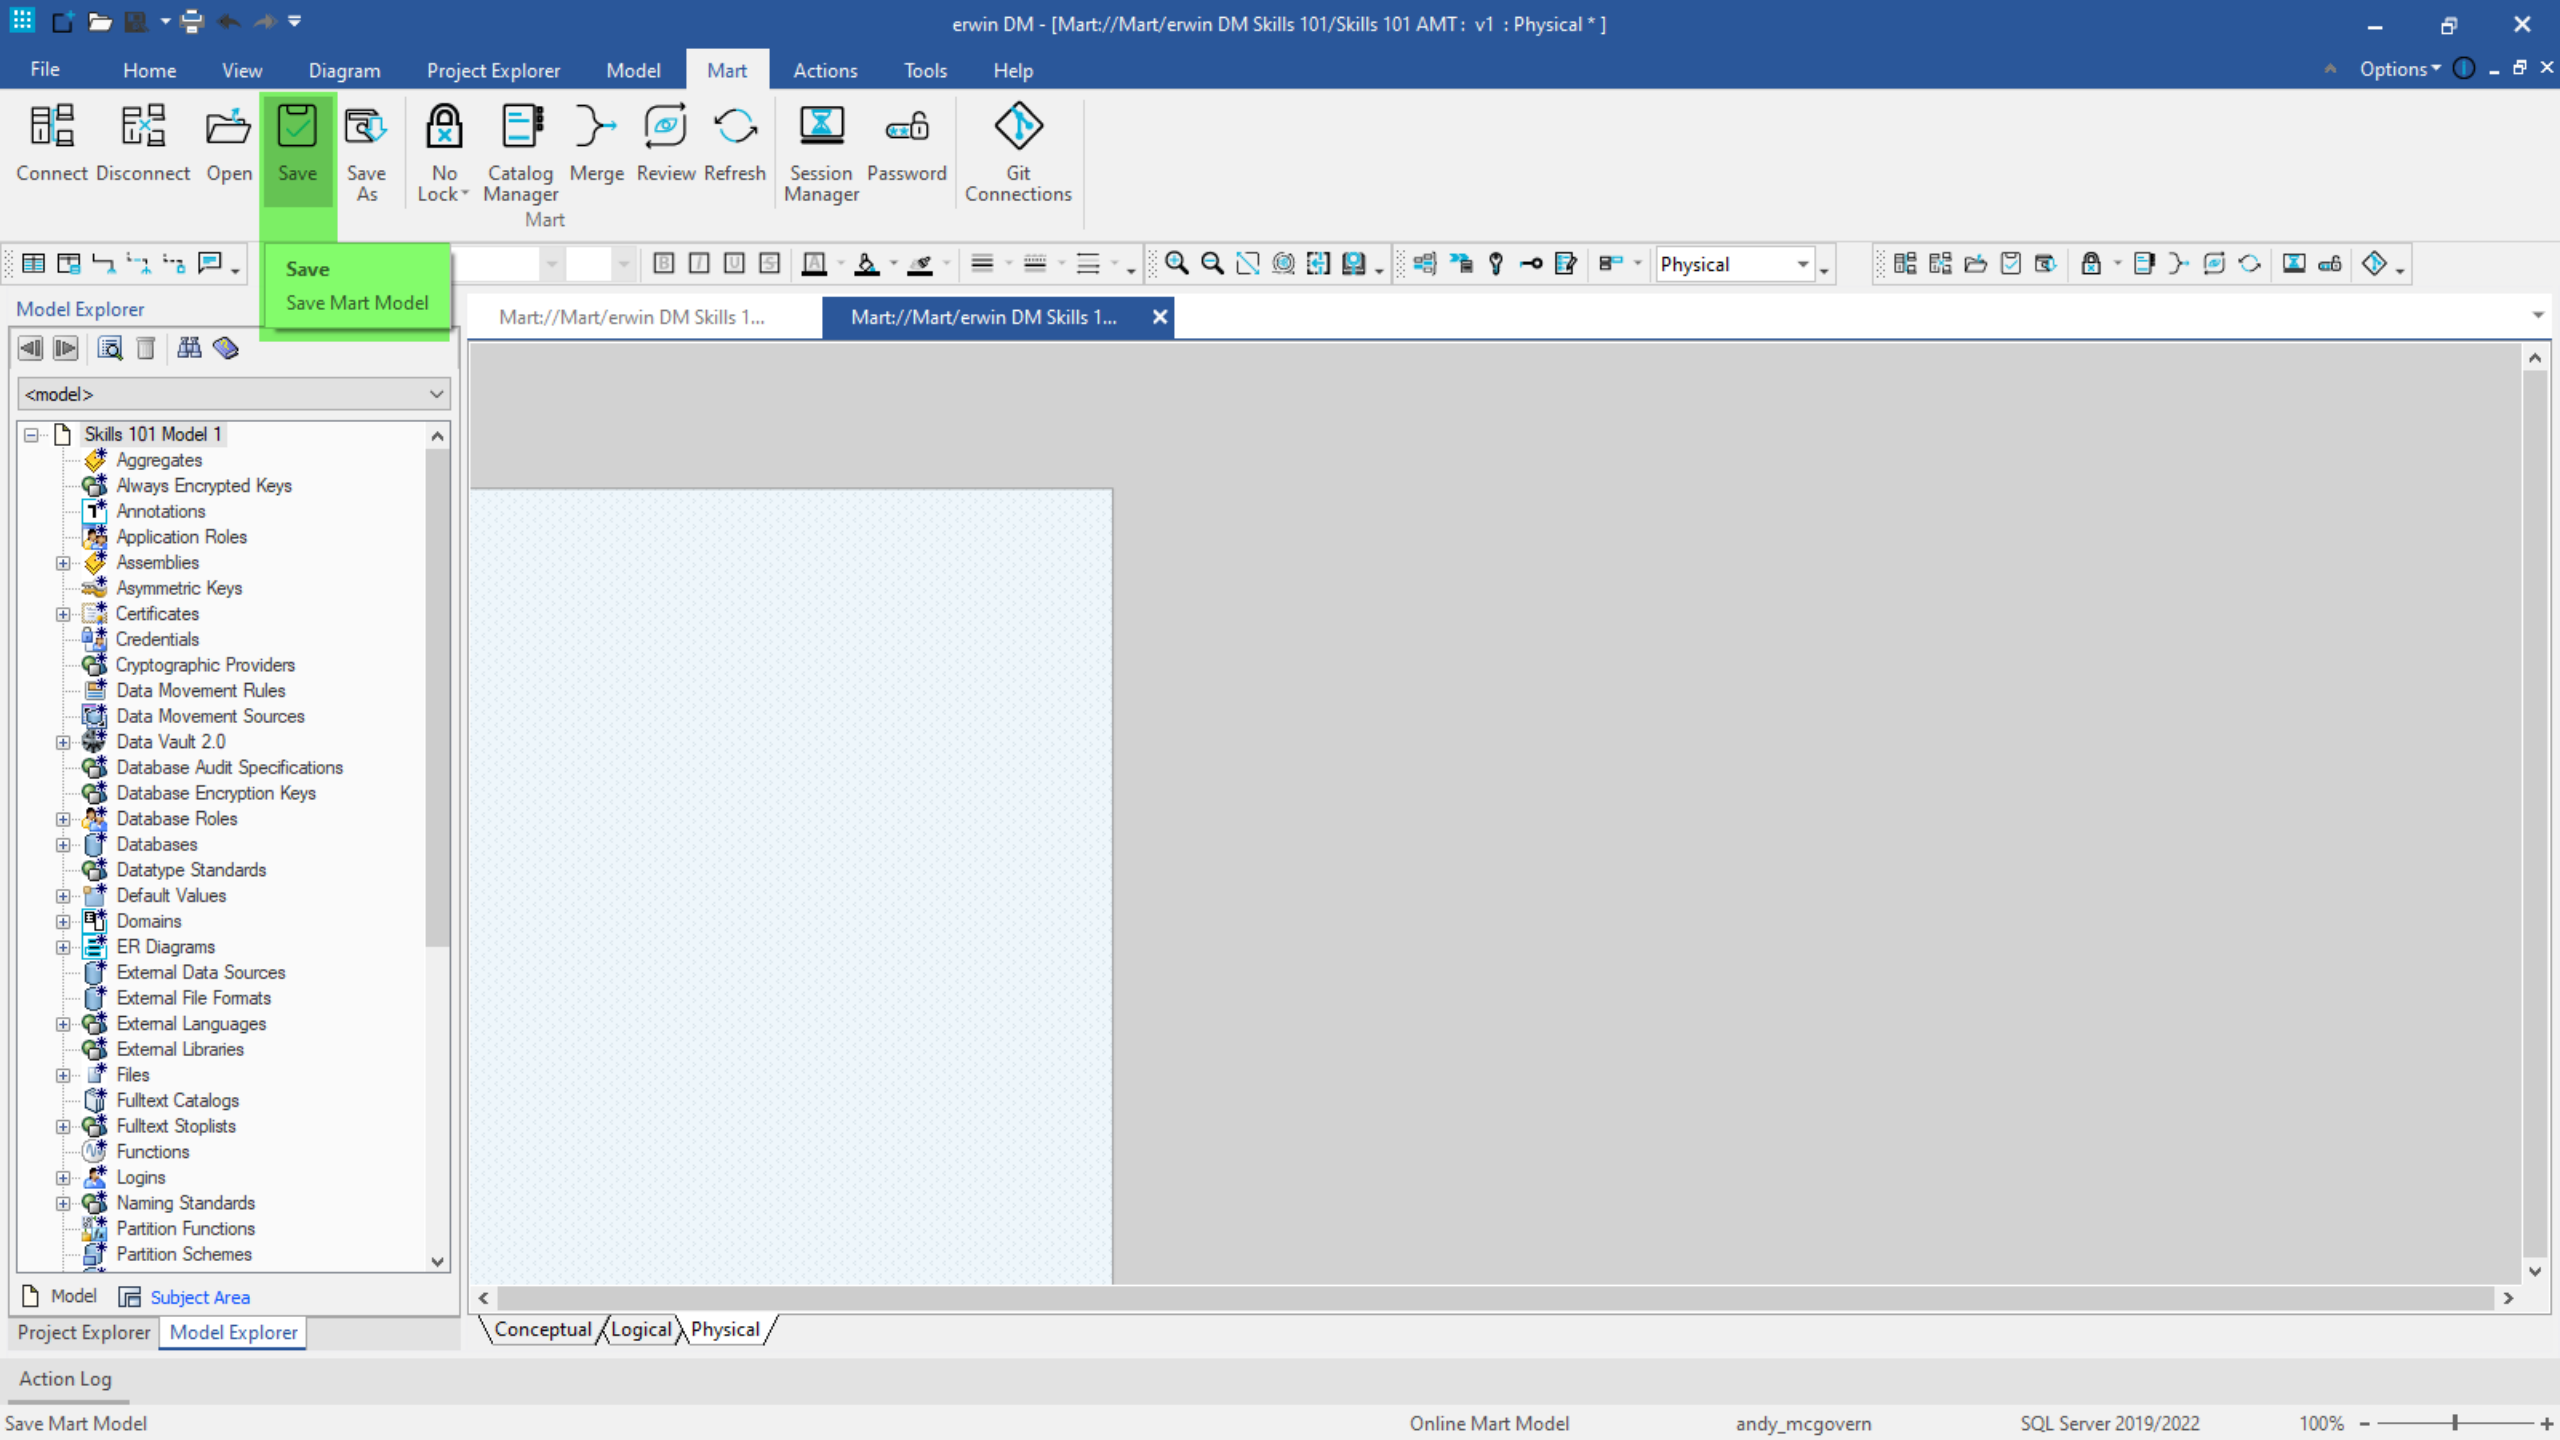 erwin DM - [Mart://Mart/erwin DM Skills 101/Skills 101 AMT : v1 : Physical * ]
File Home View Diagram Project Explorer Model Mart Actions Tools Help Options
Connect Disconnect Open Save Save As No Lock Catalog Manager Merge Review Refresh Session Manager Password Git Connections
Mart
Save
Save Mart Model
Physical
Model Explorer
Mart://Mart/erwin DM Skills 1... Mart://Mart/erwin DM Skills 1...
<model>
Skills 101 Model 1
Aggregates
Always Encrypted Keys
Annotations
Application Roles
Assemblies
Asymmetric Keys
Certificates
Credentials
Cryptographic Providers
Data Movement Rules
Data Movement Sources
Data Vault 2.0
Database Audit Specifications
Database Encryption Keys
Database Roles
Databases
Datatype Standards
Default Values
Domains
ER Diagrams
External Data Sources
External File Formats
External Languages
External Libraries
Files
Fulltext Catalogs
Fulltext Stoplists
Functions
Logins
Naming Standards
Partition Functions
Partition Schemes
Model Subject Area
Project Explorer Model Explorer
Conceptual Logical Physical
Action Log
Save Mart Model Online Mart Model andy_mcgovern SQL Server 2019/2022 100%